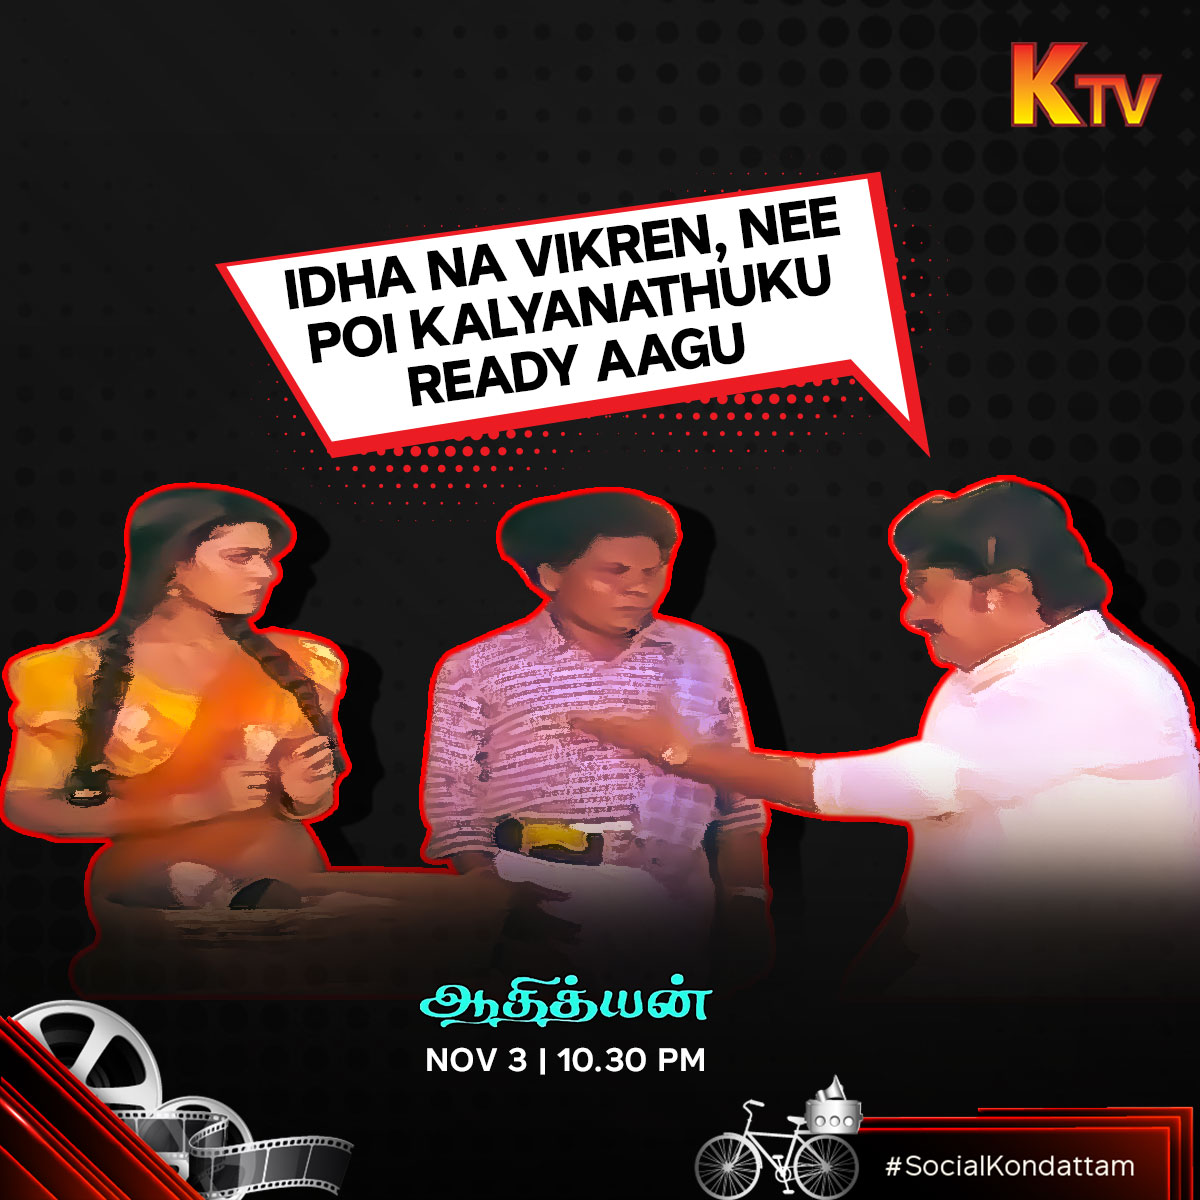 KTV
IDHA NA VIKREN, NEE
POI KALYANATHUKU
READY AAGU
ஆதித்யன்
NOV 3 | 10.30 PM
#SocialKondattam